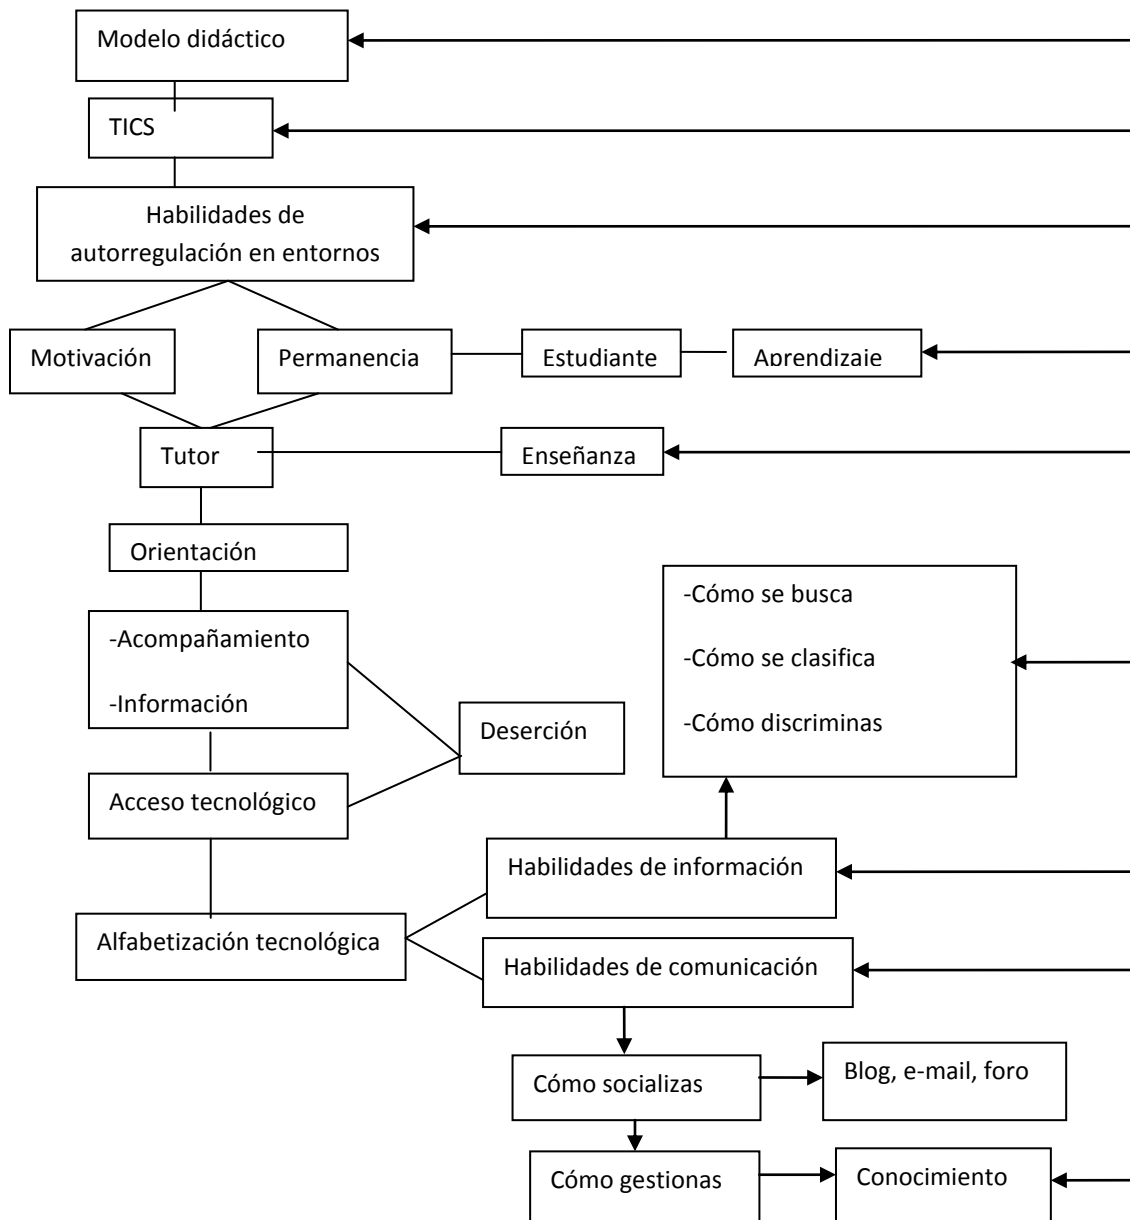 Modelo didáctico
TICS
Habilidades de
autorregulación en entornos
Motivación
Permanencia
Estudiante
Aprendizaje
Tutor
Enseñanza
Orientación
-Acompañamiento
-Información
Deserción
-Cómo se busca
-Cómo se clasifica
-Cómo discriminas
Acceso tecnológico
Habilidades de información
Alfabetización tecnológica
Habilidades de comunicación
Cómo socializas
Blog, e-mail, foro
Cómo gestionas
Conocimiento